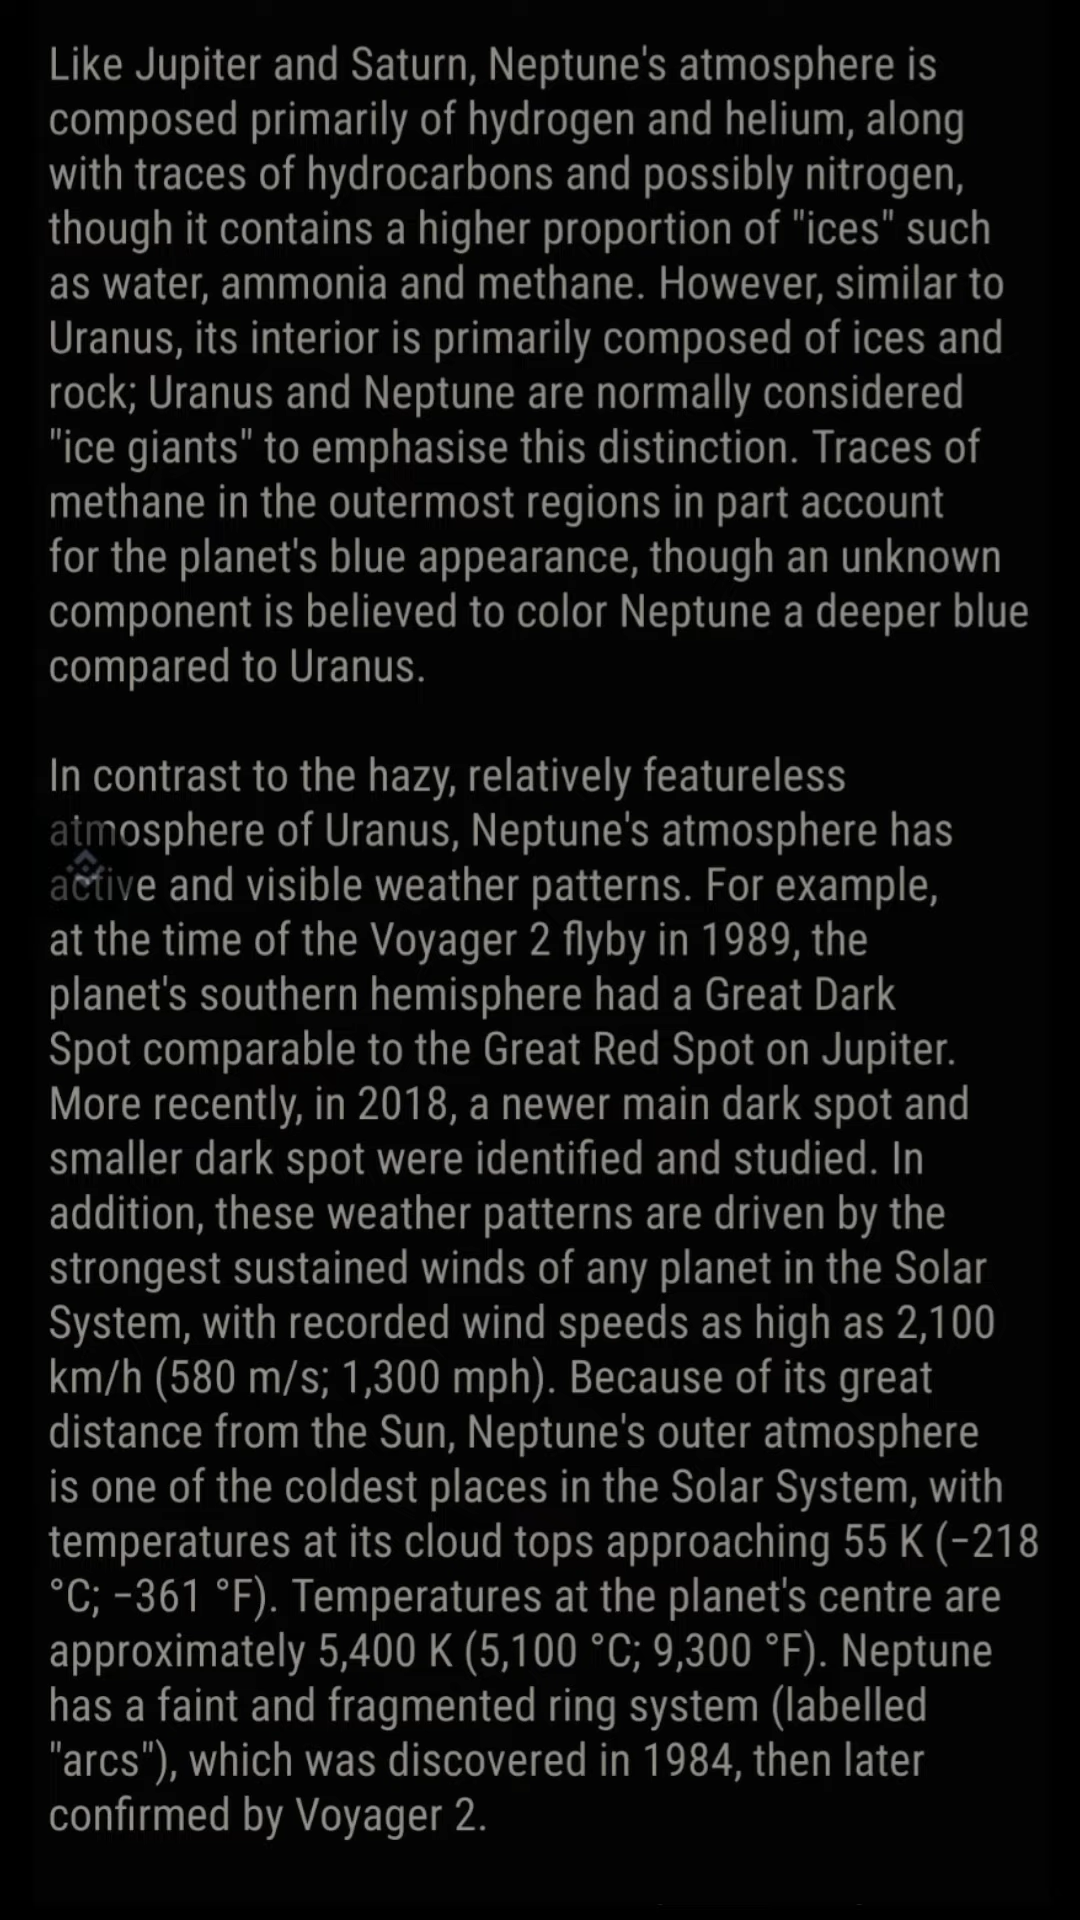 Like Jupiter and Saturn, Neptune's atmosphere is
composed primarily of hydrogen and helium, along
with traces of hydrocarbons and possibly nitrogen,
though it contains a higher proportion of "ices" such
as water, ammonia and methane. However, similar to
Uranus, its interior is primarily composed of ices and
rock; Uranus and Neptune are normally considered
"ice giants" to emphasise this distinction. Traces of
methane in the outermost regions in part account
for the planet's blue appearance, though an unknown
component is believed to color Neptune a deeper blue
compared to Uranus.

In contrast to the hazy, relatively featureless
atmosphere of Uranus, Neptune's atmosphere has
active and visible weather patterns. For example,
at the time of the Voyager 2 flyby in 1989, the
planet's southern hemisphere had a Great Dark
Spot comparable to the Great Red Spot on Jupiter.
More recently, in 2018, a newer main dark spot and
smaller dark spot were identified and studied. In
addition, these weather patterns are driven by the
strongest sustained winds of any planet in the Solar
System, with recorded wind speeds as high as 2,100
km/h (580 m/s; 1,300 mph). Because of its great
distance from the Sun, Neptune's outer atmosphere
is one of the coldest places in the Solar System, with
temperatures at its cloud tops approaching 55 K (−218
°C; −361 °F). Temperatures at the planet's centre are
approximately 5,400 K (5,100 °C; 9,300 °F). Neptune
has a faint and fragmented ring system (labelled
"arcs"), which was discovered in 1984, then later
confirmed by Voyager 2.